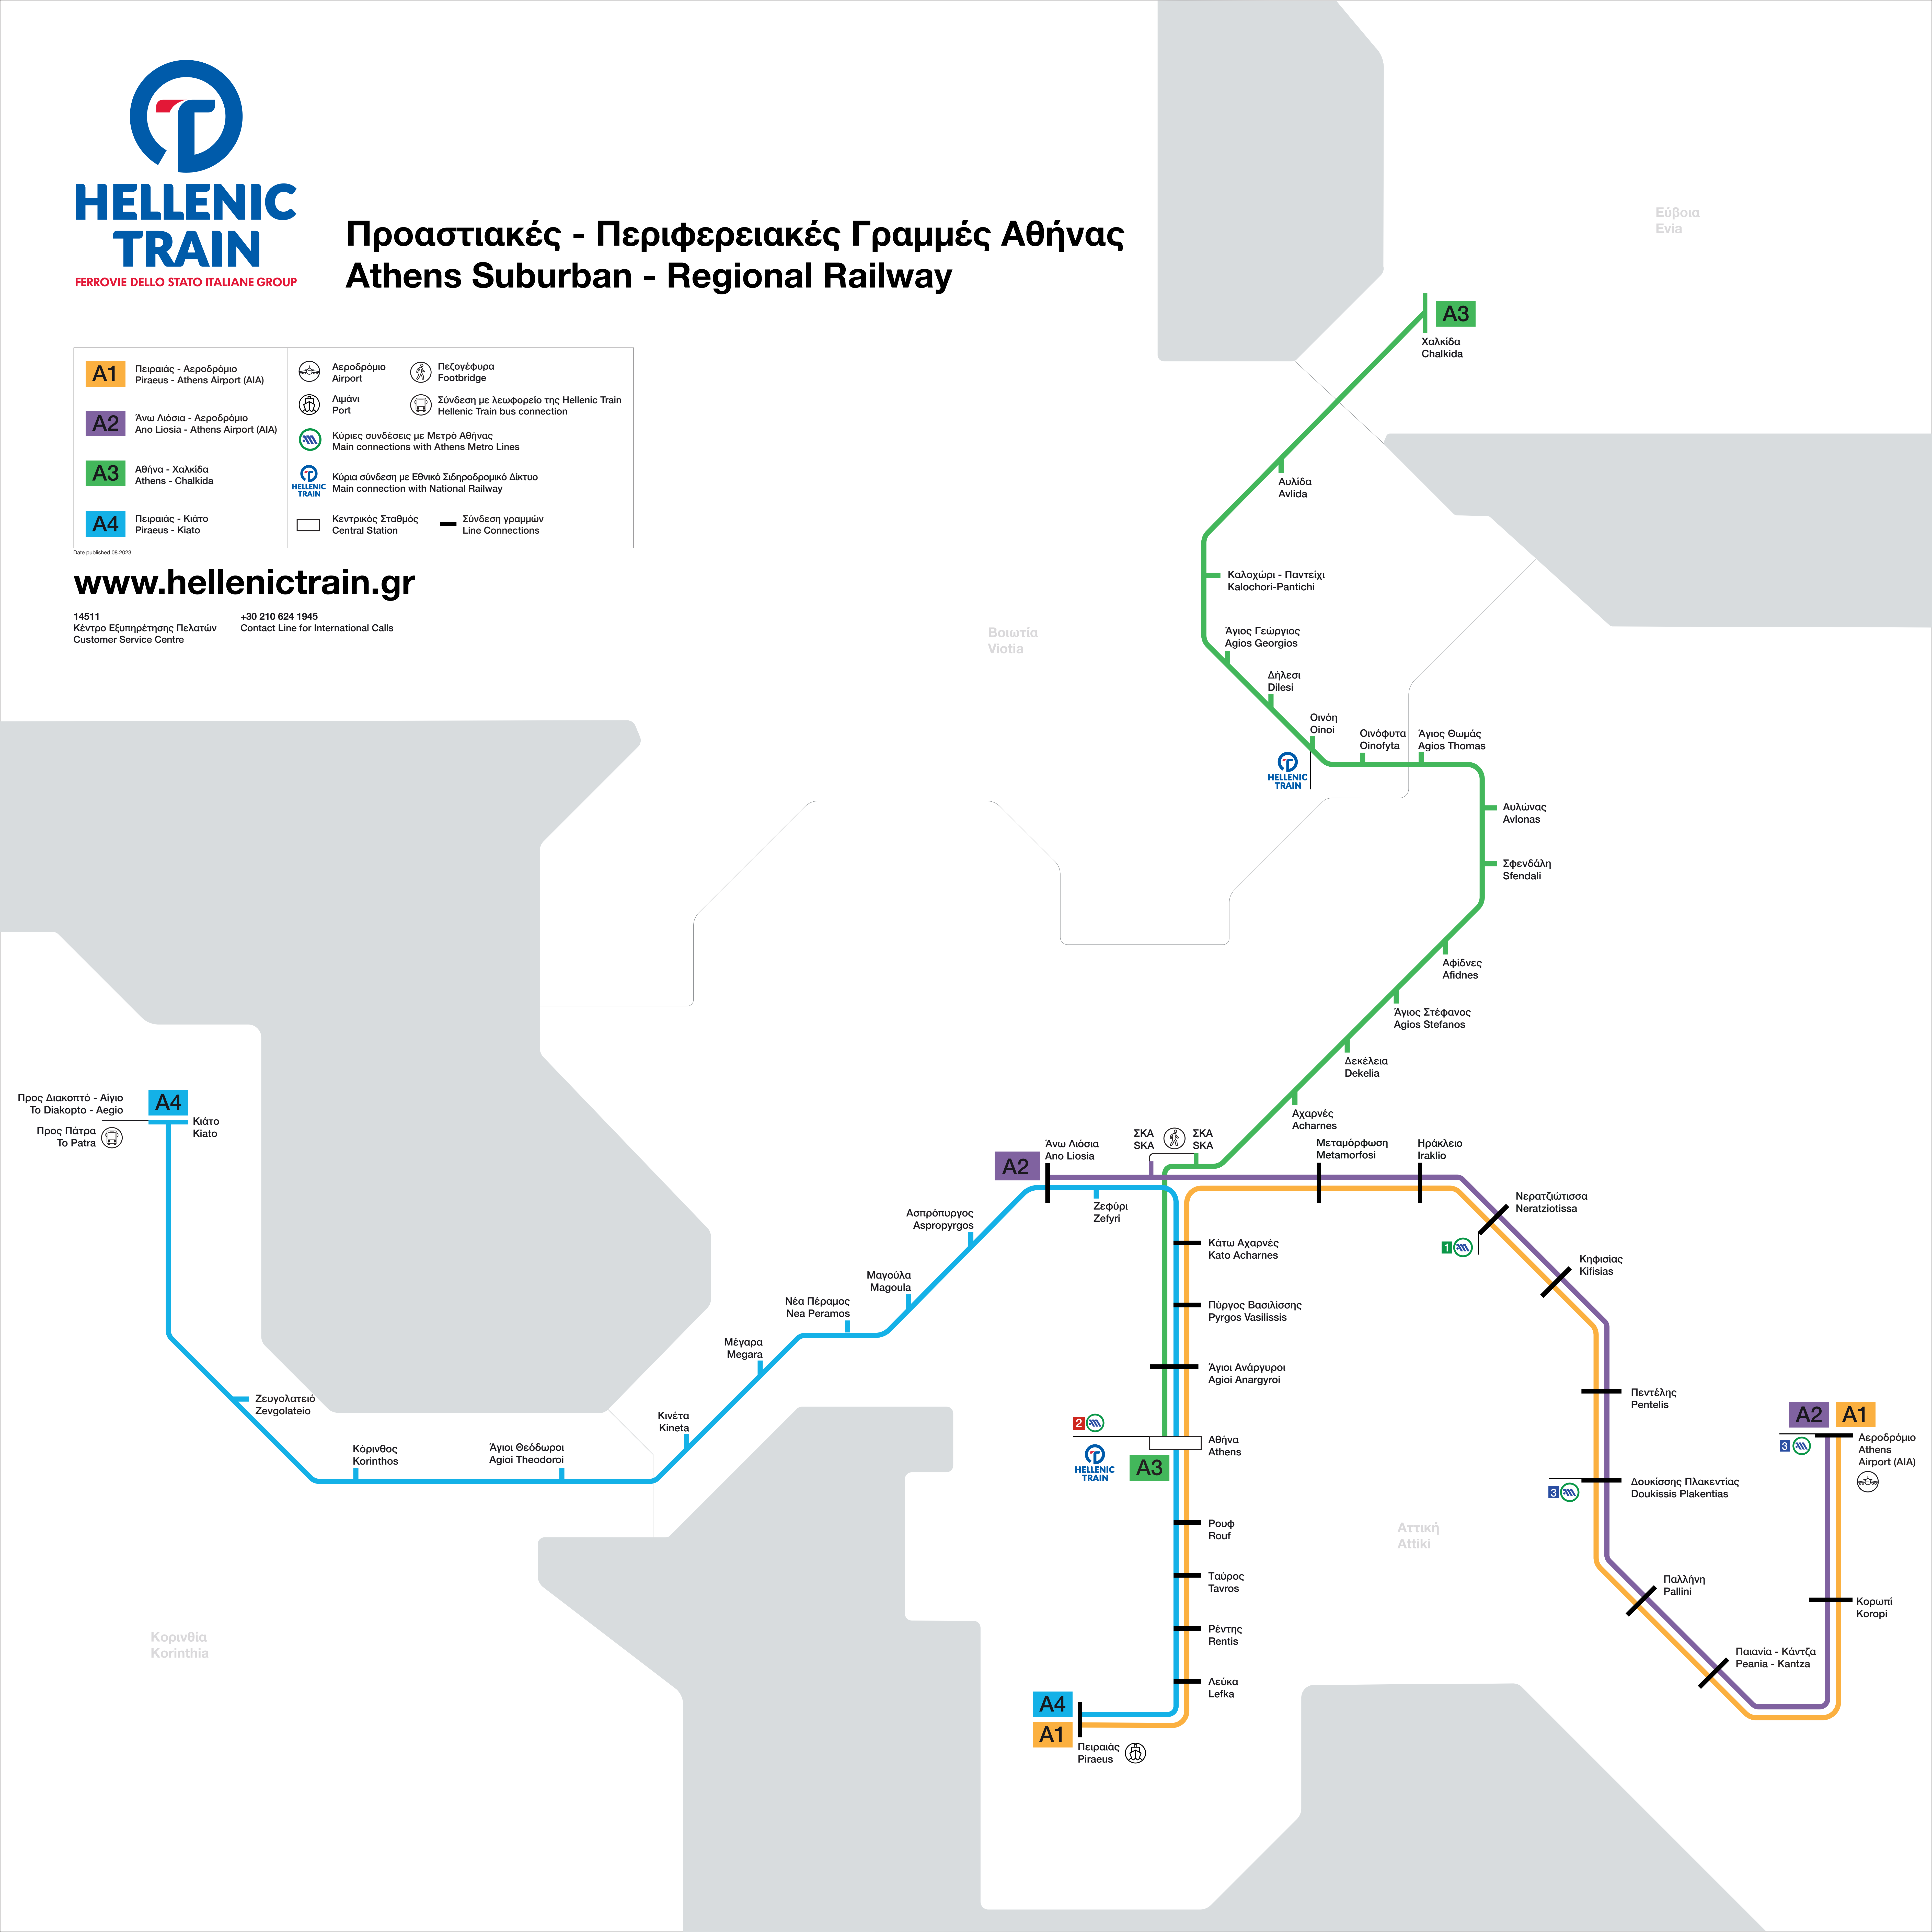 HELLENIC
TRAIN
FERROVIE DELLO STATO ITALIANE GROUP
Προαστιακές - Περιφερειακές Γραμμές Αθήνας
Athens Suburban - Regional Railway
A1
Πειραιάς - Αεροδρόμιο
Piraeus - Athens Airport (AIA)
A2
Άνω Λιόσια - Αεροδρόμιο
Ano Liosia - Athens Airport (AIA)
A3
Αθήνα - Χαλκίδα
Athens - Chalkida
A4
Πειραιάς - Κιάτο
Piraeus - Kiato
Αεροδρόμιο
Airport
Πεζογέφυρα
Footbridge
Λιμάνι
Port
Σύνδεση με λεωφορείο της Hellenic Train
Hellenic Train bus connection
Κύριες συνδέσεις με Μετρό Αθήνας
Main connections with Athens Metro Lines
HELLENIC
TRAIN
Κύρια σύνδεση με Εθνικό Σιδηροδρομικό Δίκτυο
Main connection with National Railway
Κεντρικός Σταθμός
Central Station
Σύνδεση γραμμών
Line Connections
Date published 08.2023
www.hellenictrain.gr
14511
Κέντρο Εξυπηρέτησης Πελατών
Customer Service Centre
+30 210 624 1945
Contact Line for International Calls
Εύβοια
Evia
A3
Χαλκίδα
Chalkida
Αυλίδα
Avlida
Καλοχώρι - Παντείχι
Kalochori-Pantichi
Βοιωτία
Viotia
Άγιος Γεώργιος
Agios Georgios
Δήλεσι
Dilesi
Οινόη
Oinoi
HELLENIC
TRAIN
Οινόφυτα
Oinofyta
Άγιος Θωμάς
Agios Thomas
Αυλώνας
Avlonas
Σφενδάλη
Sfendali
Αφίδνες
Afidnes
Άγιος Στέφανος
Agios Stefanos
Δεκέλεια
Dekelia
Αχαρνές
Acharnes
Προς Διακοπτό - Αίγιο
To Diakopto - Aegio
Προς Πάτρα
To Patra
A4
Κιάτο
Kiato
Ζευγολατειό
Zevgolateio
Κόρινθος
Korinthos
Άγιοι Θεόδωροι
Agioi Theodoroi
Κινέτα
Kineta
Μέγαρα
Megara
Νέα Πέραμος
Nea Peramos
Μαγούλα
Magoula
Ασπρόπυργος
Aspropyrgos
A2
Άνω Λιόσια
Ano Liosia
ΣΚΑ
SKA
ΣΚΑ
SKA
Ζεφύρι
Zefyri
Μεταμόρφωση
Metamorfosi
Ηράκλειο
Iraklio
Νερατζιώτισσα
Neratziotissa
1
Κηφισίας
Kifisias
Πεντέλης
Pentelis
3
Δουκίσσης Πλακεντίας
Doukissis Plakentias
Παλλήνη
Pallini
Παιανία - Κάντζα
Peania - Kantza
Κορωπί
Koropi
A2
A1
3
Αεροδρόμιο
Athens
Airport (AIA)
Κάτω Αχαρνές
Kato Acharnes
Πύργος Βασιλίσσης
Pyrgos Vasilissis
Άγιοι Ανάργυροι
Agioi Anargyroi
2
HELLENIC
TRAIN
A3
Αθήνα
Athens
Ρουφ
Rouf
Ταύρος
Tavros
Ρέντης
Rentis
Λεύκα
Lefka
A4
A1
Πειραιάς
Piraeus
Αττική
Attiki
Κορινθία
Korinthia